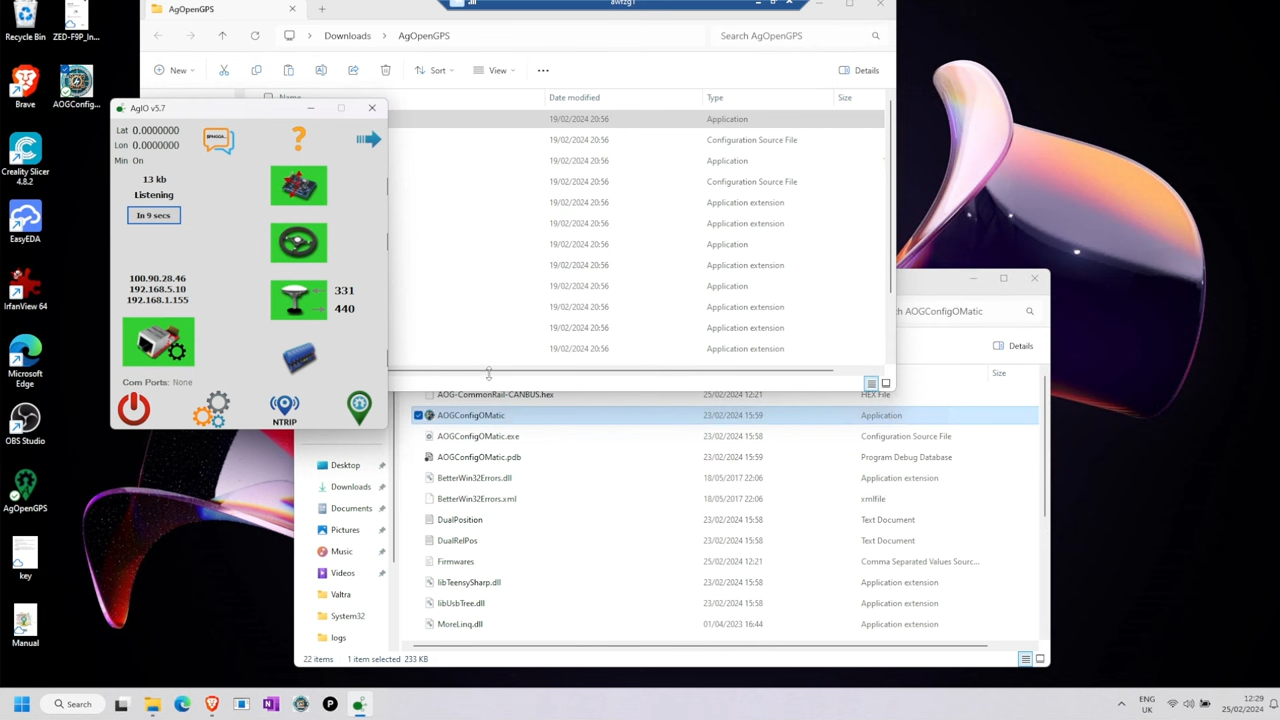 Recycle Bin
ZED-F9P_In...
Brave
AOGConfig...
Creality Slicer
4.8.2
EasyEDA
IrfanView 64
Microsoft
Edge
OBS Studio
AgOpenGPS
key
Manual
AgOpenGPS
awfzg1
Downloads > AgOpenGPS
Search AgOpenGPS
New
Sort
View
Details
Name
Date modified
Type
Size
19/02/2024 20:56 Application
19/02/2024 20:56 Configuration Source File
19/02/2024 20:56 Application
19/02/2024 20:56 Configuration Source File
19/02/2024 20:56 Application extension
19/02/2024 20:56 Application extension
19/02/2024 20:56 Application
19/02/2024 20:56 Application extension
19/02/2024 20:56 Application
19/02/2024 20:56 Application extension
19/02/2024 20:56 Application extension
19/02/2024 20:56 Application extension
AgIO v5.7
Lat 0.0000000
Lon 0.0000000
Min On
13 kb
Listening
In 9 secs
331
440
100.90.28.46
192.168.5.10
192.168.1.155
Com Ports: None
NTRIP
ch AOGConfigOMatic
Details
Size
AOG-CommonRail-CANBUS.hex 25/02/2024 12:21 HEX File
AOGConfigOMatic 23/02/2024 15:59 Application
AOGConfigOMatic.exe 23/02/2024 15:58 Configuration Source File
AOGConfigOMatic.pdb 23/02/2024 15:59 Program Debug Database
BetterWin32Errors.dll 18/05/2017 22:06 Application extension
BetterWin32Errors.xml 18/05/2017 22:06 xmlfile
DualPosition 23/02/2024 15:58 Text Document
DualRelPos 23/02/2024 15:58 Text Document
Firmwares 25/02/2024 12:21 Comma Separated Values Sourc...
libTeensySharp.dll 23/02/2024 15:58 Application extension
libUsbTree.dll 23/02/2024 15:58 Application extension
MoreLinq.dll 01/04/2023 16:44 Application extension
Desktop
Downloads
Documents
Pictures
Music
Videos
Valtra
System32
logs
22 items 1 item selected 233 KB
Search
ENG
UK
12:29
25/02/2024